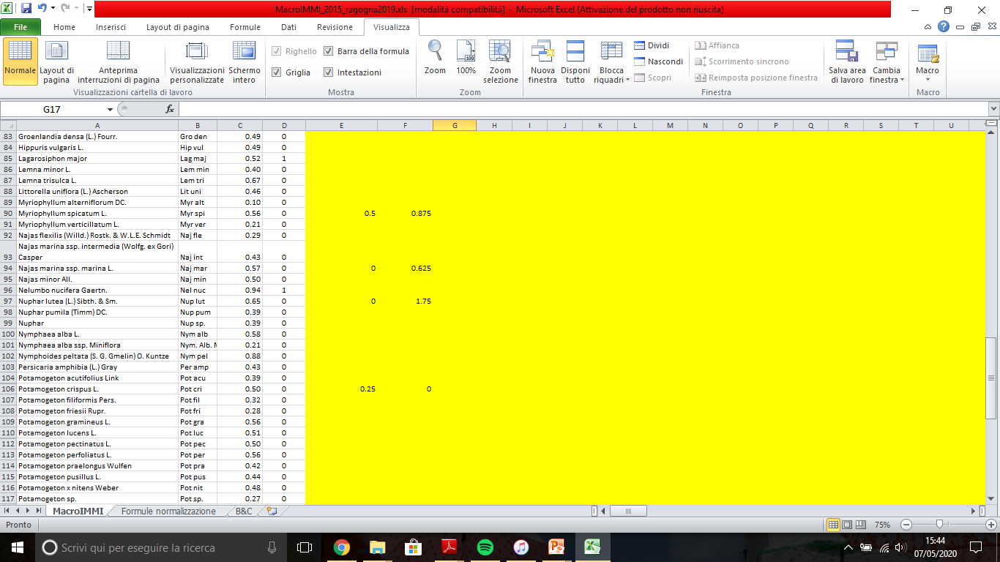 MacroIMMI_2015_ragogna2019.xls [modalità compatibilità] - Microsoft Excel (Attivazione del prodotto non riuscita)
File Home Inserisci Layout di pagina Formule Dati Revisione Visualizza
Normale Layout di pagina Anteprima interruzioni di pagina Visualizzazioni personalizzate Schermo intero
Visualizzazioni cartella di lavoro
Righello Barra della formula
Griglia Intestazioni
Mostra
Zoom 100% Zoom selezione
Zoom
Nuova finestra Disponi tutto Blocca riquadri
Dividi
Nascondi
Scopri
Affianca
Scorrimento sincrono
Reimposta posizione finestra
Salva area di lavoro Cambia finestra
Finestra
Macro
Macro
G17 fx
A B C D E F G H I J K L M N O P Q R S T U
83 Groenlandia densa (L.) Fourr. Gro den 0.49 0
84 Hippuris vulgaris L. Hip vul 0.49 0
85 Lagarosiphon major Lag maj 0.52 1
86 Lemna minor L. Lem min 0.40 0
87 Lemna trisulca L. Lem tri 0.67 0
88 Littorella uniflora (L.) Ascherson Lit uni 0.46 0
89 Myriophyllum alterniflorum DC. Myr alt 0.10 0
90 Myriophyllum spicatum L. Myr spi 0.56 0 0.5 0.875
91 Myriophyllum verticillatum L. Myr ver 0.21 0
92 Najas flexilis (Willd.) Rostk. & W.L.E. Schmidt Naj fle 0.29 0
Najas marina ssp. intermedia (Wolfg. ex Gori)
93 Casper Naj int 0.43 0
94 Najas marina ssp. marina L. Naj mar 0.57 0 0 0.625
95 Najas minor All. Naj min 0.50 0
96 Nelumbo nucifera Gaertn. Nel nuc 0.94 1
97 Nuphar lutea (L.) Sibth. & Sm. Nup lut 0.65 0 0 1.75
98 Nuphar pumila (Timm) DC. Nup pum 0.39 0
99 Nuphar Nup sp. 0.39 0
100 Nymphaea alba L. Nym alb 0.58 0
101 Nymphaea alba ssp. Miniflora Nym. Alb. M 0.21 0
102 Nymphoides peltata (S. G. Gmelin) O. Kuntze Nym pel 0.88 0
103 Persicaria amphibia (L.) Gray Per amp 0.43 0
104 Potamogeton acutifolius Link Pot acu 0.39 0
106 Potamogeton crispus L. Pot cri 0.50 0 0.25 0
107 Potamogeton filiformis Pers. Pot fil 0.32 0
108 Potamogeton friesii Rupr. Pot fri 0.28 0
109 Potamogeton gramineus L. Pot gra 0.56 0
110 Potamogeton lucens L. Pot luc 0.51 0
112 Potamogeton pectinatus L. Pot pec 0.50 0
113 Potamogeton perfoliatus L. Pot per 0.56 0
114 Potamogeton praelongus Wulfen Pot pra 0.42 0
115 Potamogeton pusillus L. Pot pus 0.44 0
116 Potamogeton x nitens Weber Pot nit 0.48 0
117 Potamogeton sp. Pot sp. 0.27 0
MacroIMMI Formule normalizzazione B&C
Pronto 75%
Scrivi qui per eseguire la ricerca
15:44
07/05/2020